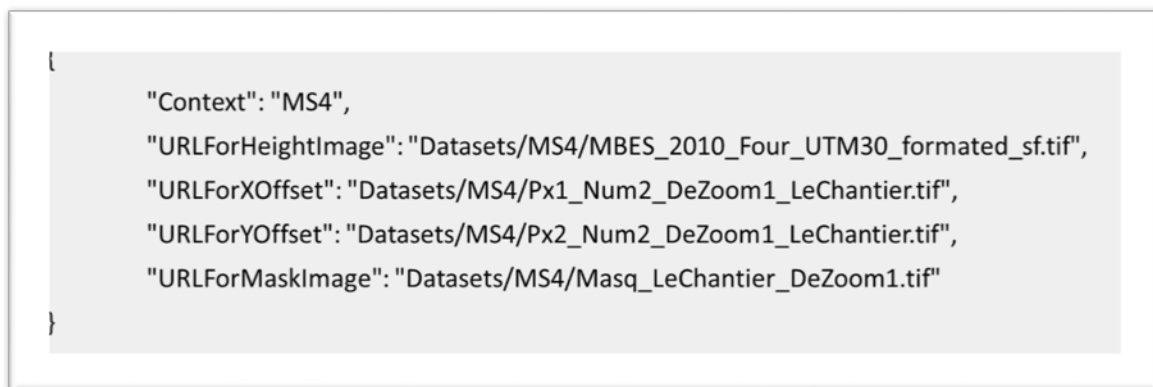 {
"Context": "MS4",
"URLForHeightImage": "Datasets/MS4/MBES_2010_Four_UTM30_formated_sf.tif",
"URLForXOffset": "Datasets/MS4/Px1_Num2_DeZoom1_LeChantier.tif",
"URLForYOffset": "Datasets/MS4/Px2_Num2_DeZoom1_LeChantier.tif",
"URLForMaskImage": "Datasets/MS4/Masq_LeChantier_DeZoom1.tif"
}